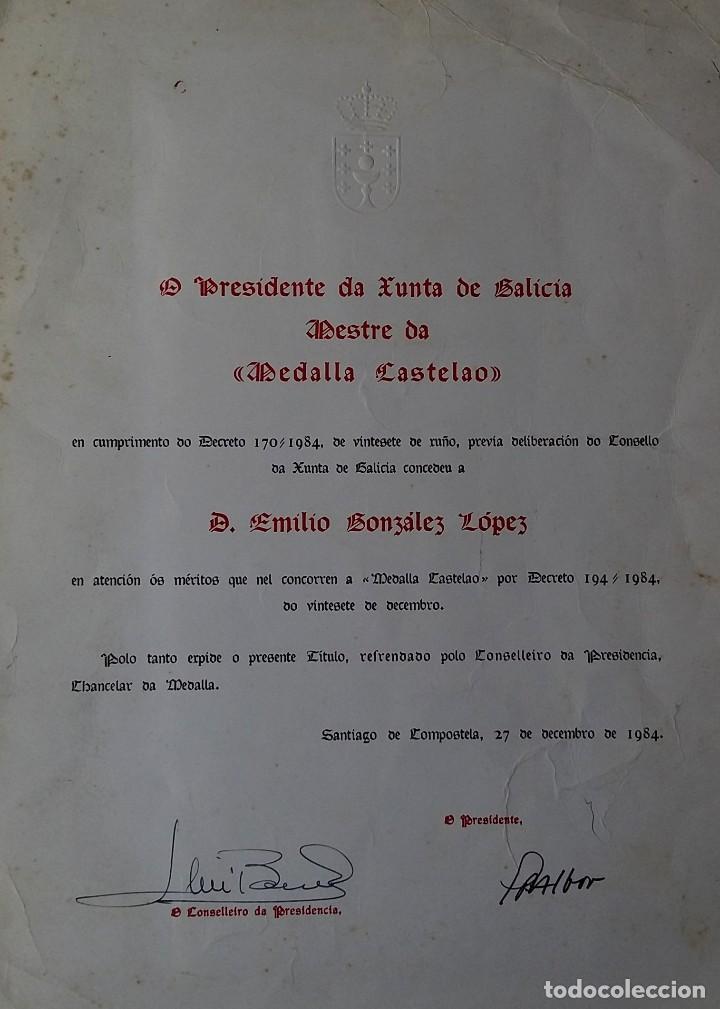 O Presidente da Xunta de Galicia
Mestre da
«Medalla Castelao»
en cumprimento do Decreto 170/1984, de vintesete de ruño, previa deliberación do Consello
da Xunta de Galicia concedeu a
D. Emilio González López
en atención ós méritos que nel concorren a «Medalla Castelao» por Decreto 194/1984,
do vintesete de decembro.
Polo tanto expide o presente Título, refrendado polo Conselleiro da Presidencia,
Chancelar da Medalla.
Santiago de Compostela, 27 de decembro de 1984.
O Presidente,
O Conselleiro da Presidencia,
todocoleccion